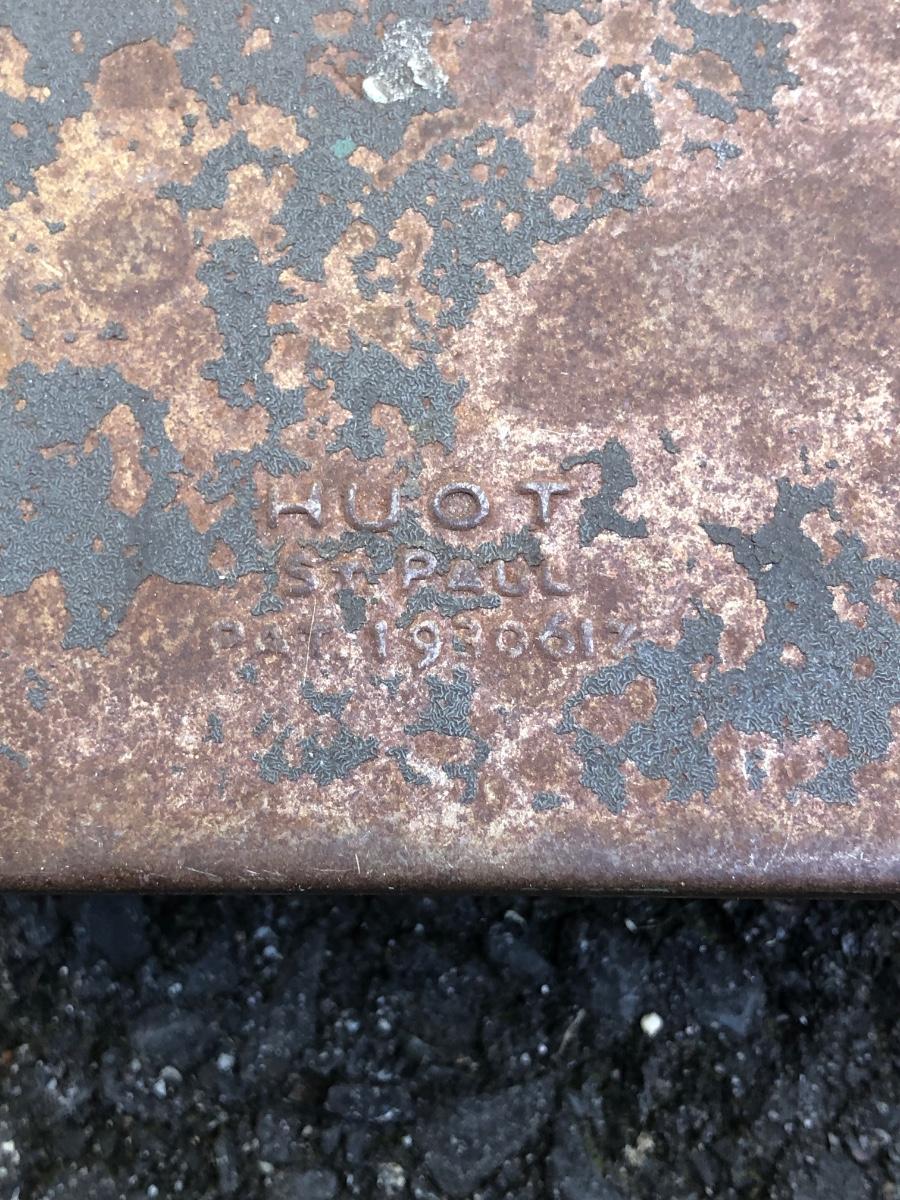 HUOT
ST. PAUL
PAT. 1930617